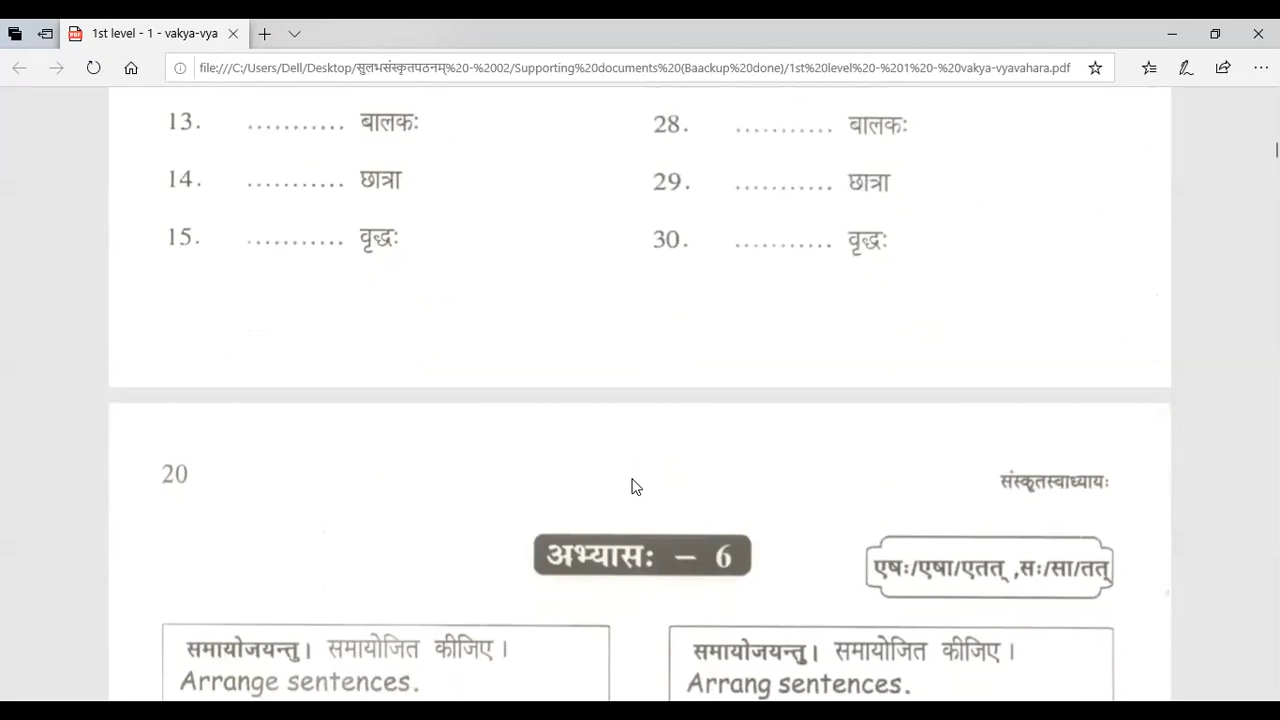 1st level - 1 - vakya-vya
file:///C:/Users/Dell/Desktop/सुलभसंस्कृतपठनम्%20-%2002/Supporting%20documents%20(Baackup%20done)/1st%20level%20-%201%20-%20vakya-vyavahara.pdf
13. ........... बालकः 28. ........... बालकः
14. ........... छात्रा 29. ........... छात्रा
15. ........... वृद्धः 30. ........... वृद्धः
20 संस्कृतस्वाध्यायः
अभ्यासः - 6
एषः/एषा/एतत् ,सः/सा/तत्
समायोजयन्तु। समायोजित कीजिए।
Arrange sentences.
समायोजयन्तु। समायोजित कीजिए।
Arrang sentences.